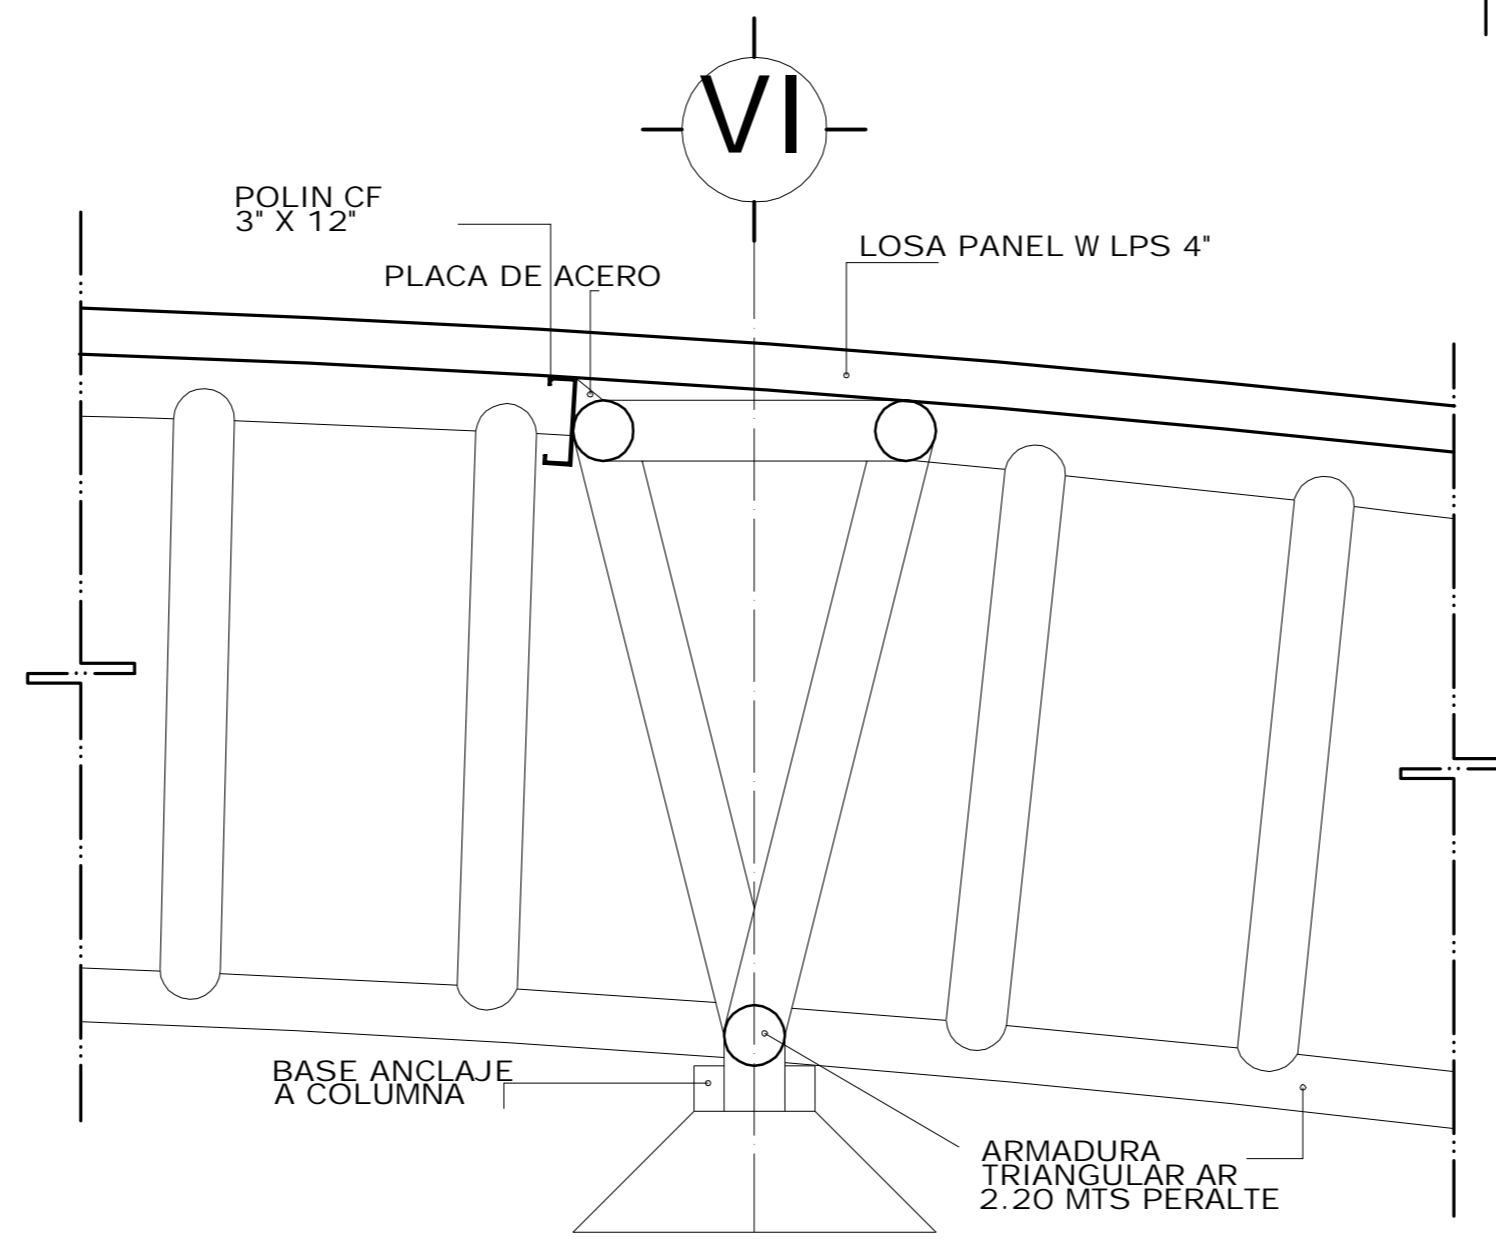 VI
POLIN CF
3" X 12"
LOSA PANEL W LPS 4"
PLACA DE ACERO
BASE ANCLAJE
A COLUMNA
ARMADURA
TRIANGULAR AR
2.20 MTS PERALTE